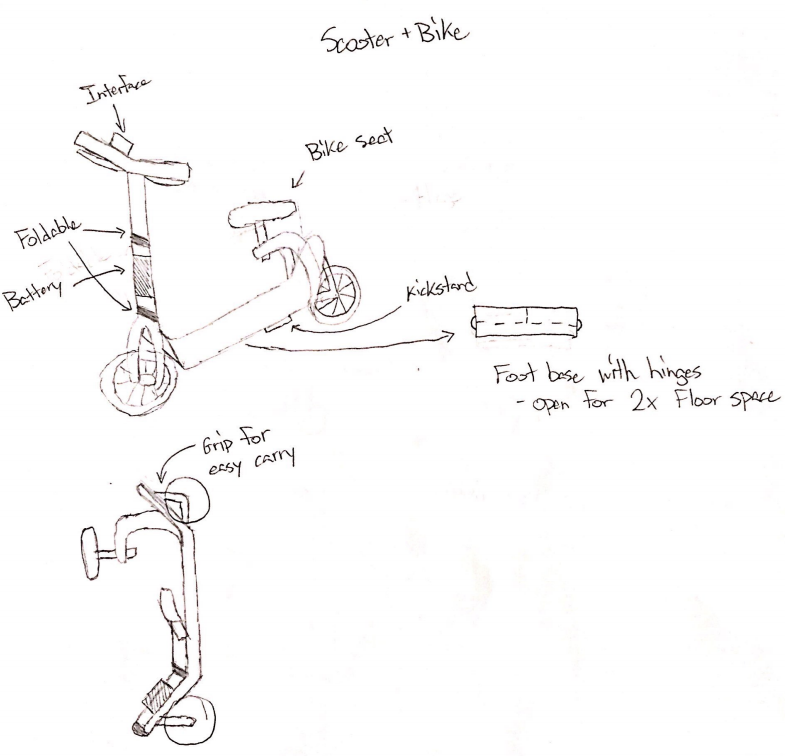 Scooter + Bike
Interface
Bike seat
Foldable
Battery
kickstand
Foot base with hinges
- open for 2x Floor space
Grip for
easy carry